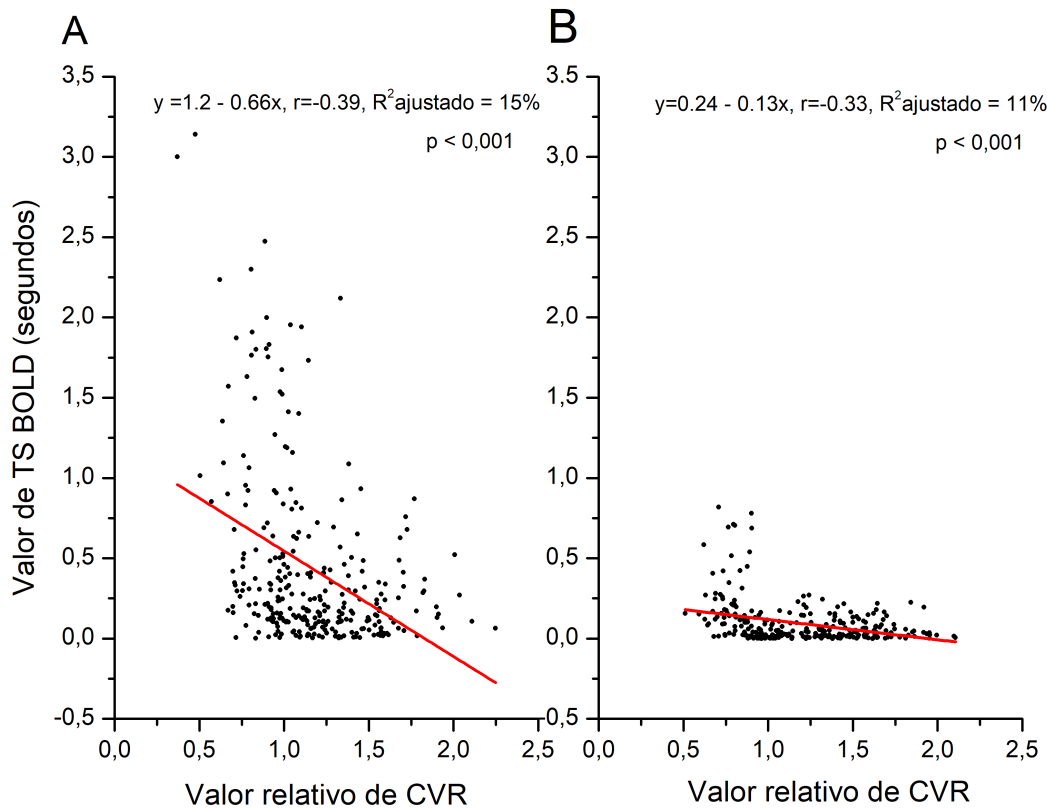 A
B
y =1.2 - 0.66x, r=-0.39, R²ajustado = 15%
p < 0,001
y=0.24 - 0.13x, r=-0.33, R²ajustado = 11%
p < 0,001
Valor de TS BOLD (segundos)
3,5
3,0
2,5
2,0
1,5
1,0
0,5
0,0
-0,5
0,0 0,5 1,0 1,5 2,0 2,5
Valor relativo de CVR
3,5
3,0
2,5
2,0
1,5
1,0
0,5
0,0
-0,5
0,0 0,5 1,0 1,5 2,0 2,5
Valor relativo de CVR